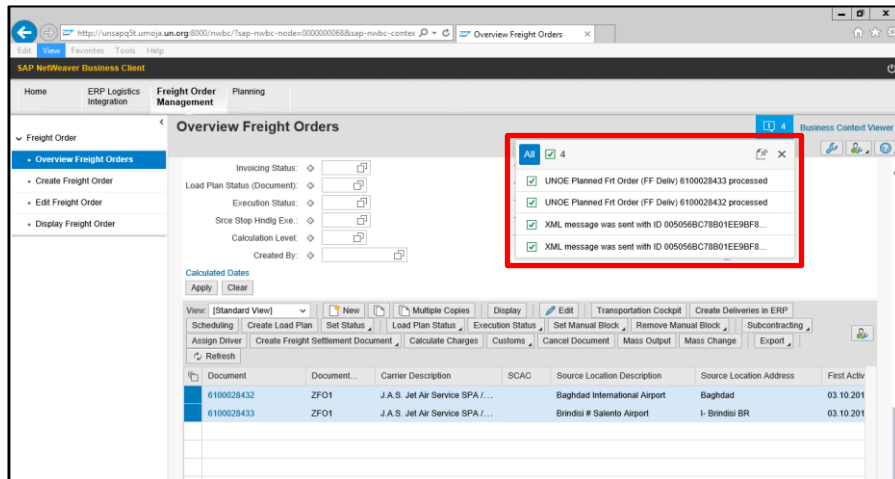 http://unsapq5t.umoja.un.org:8000/nwbc/?sap-nwbc-node=0000000068&sap-nwbc-contex
Overview Freight Orders
Edit View Favorites Tools Help
SAP NetWeaver Business Client
Home
ERP Logistics Integration
Freight Order Management
Planning
Freight Order
Overview Freight Orders
Create Freight Order
Edit Freight Order
Display Freight Order
Overview Freight Orders
4
Business Context Viewer
All 4
UNOE Planned Frt Order (FF Deliv) 6100028433 processed
UNOE Planned Frt Order (FF Deliv) 6100028432 processed
XML message was sent with ID 005056BC78B01EE9BF8...
XML message was sent with ID 005056BC78B01EE9BF8...
Invoicing Status:
Load Plan Status (Document):
Execution Status:
Srce Stop Hndlg Exe.:
Calculation Level:
Created By:
Calculated Dates
Apply Clear
View: [Standard View] New Multiple Copies Display Edit Transportation Cockpit Create Deliveries in ERP
Scheduling Create Load Plan Set Status Load Plan Status Execution Status Set Manual Block Remove Manual Block Subcontracting
Assign Driver Create Freight Settlement Document Calculate Charges Customs Cancel Document Mass Output Mass Change Export
Refresh
Document Document... Carrier Description SCAC Source Location Description Source Location Address First Activ
6100028432 ZFO1 J.A.S. Jet Air Service SPA /... Baghdad International Airport Baghdad 03.10.201
6100028433 ZFO1 J.A.S. Jet Air Service SPA /... Brindisi # Salento Airport I- Brindisi BR 03.10.201